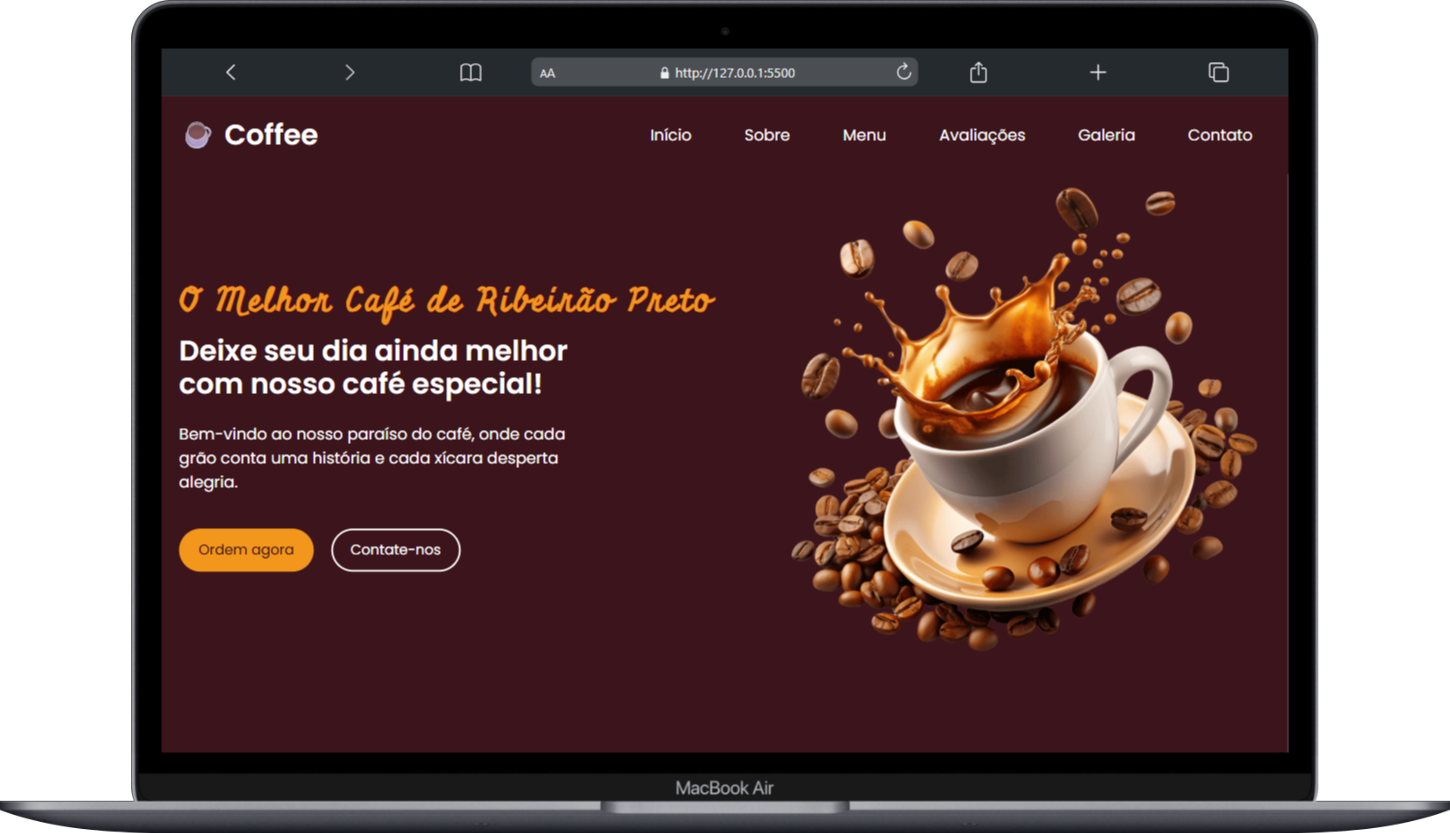 AA http://127.0.0.1:5500
Coffee Início Sobre Menu Avaliações Galeria Contato
O Melhor Café de Ribeirão Preto
Deixe seu dia ainda melhor
com nosso café especial!
Bem-vindo ao nosso paraíso do café, onde cada
grão conta uma história e cada xícara desperta
alegria.
Ordem agora Contate-nos
MacBook Air